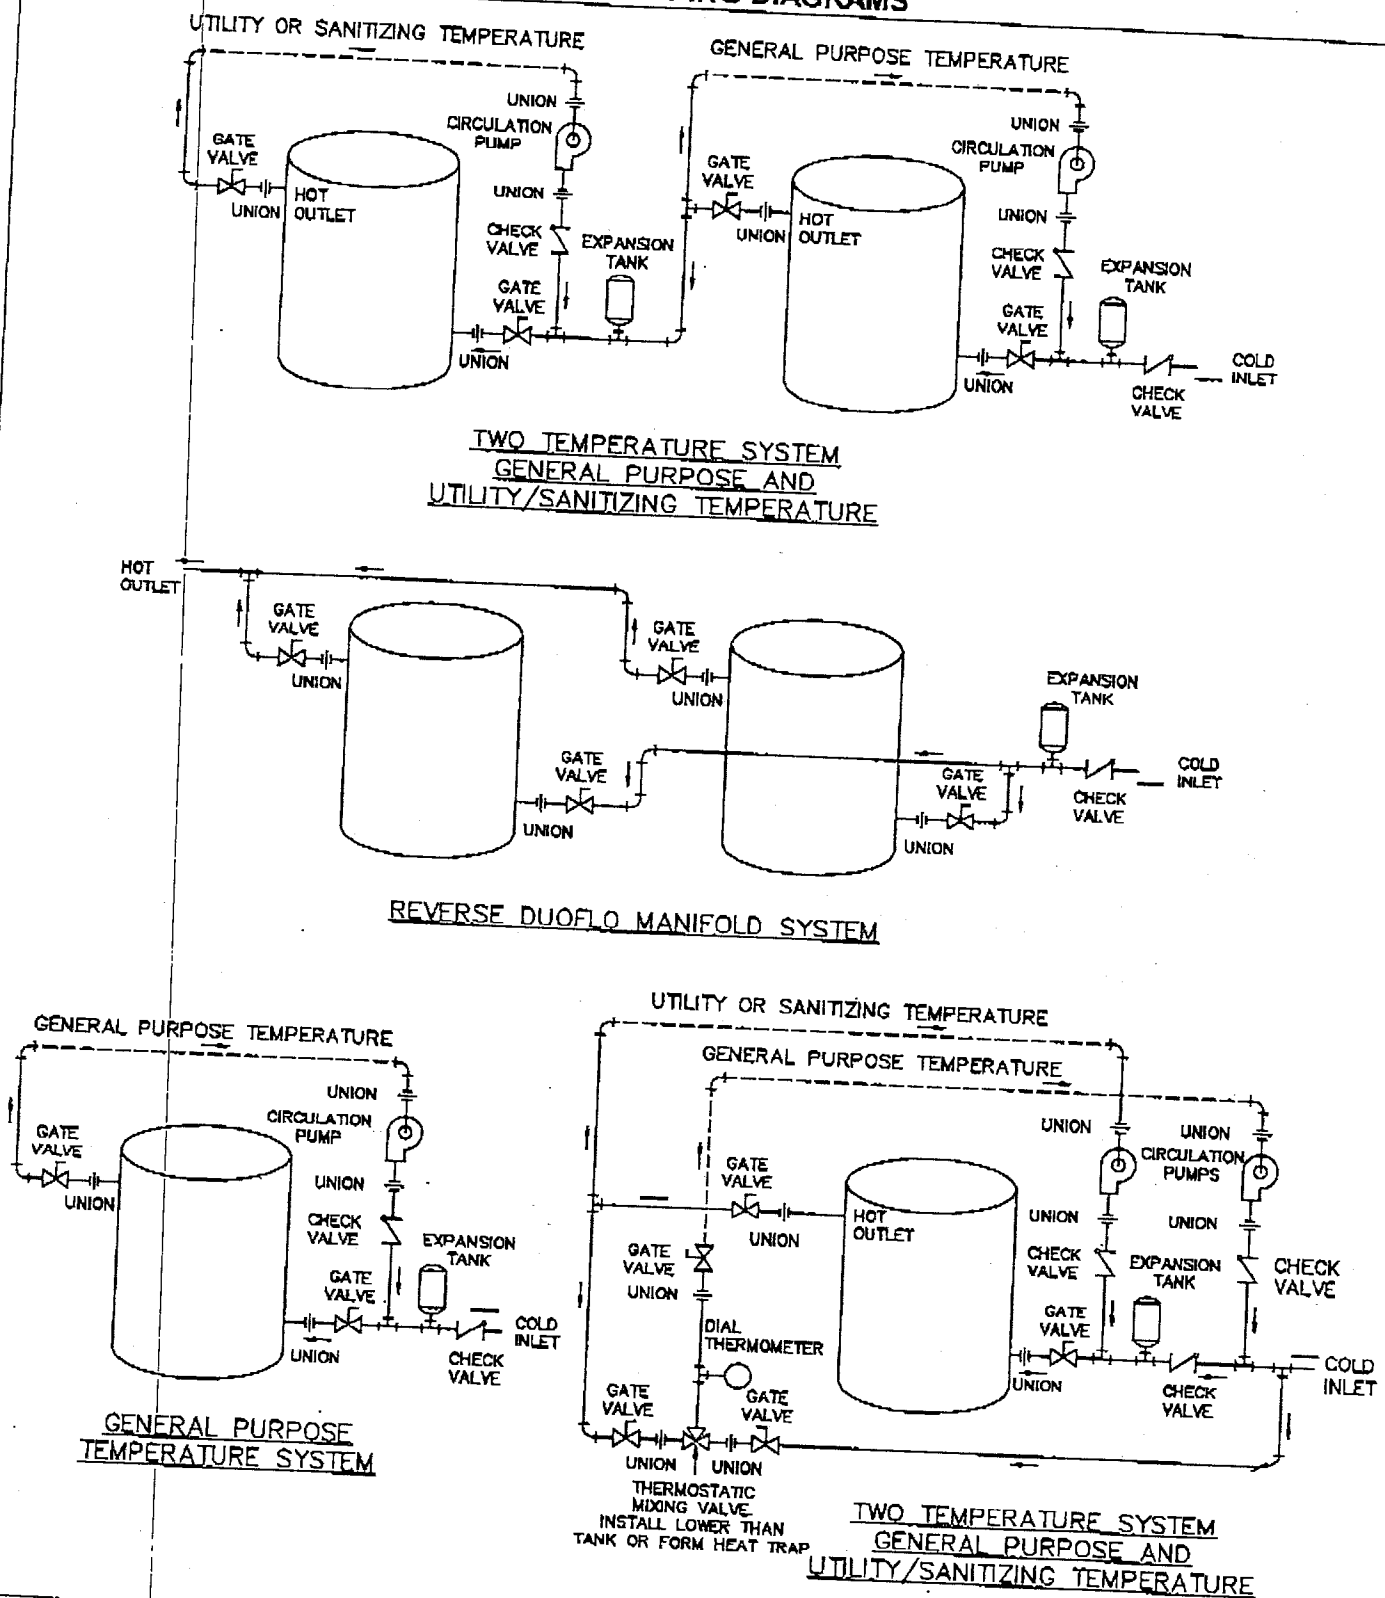 DIAGRAMS
UTILITY OR SANITIZING TEMPERATURE
UNION
CIRCULATION
PUMP
GATE
VALVE
UNION
HOT
OUTLET
UNION
CHECK
VALVE
EXPANSION
TANK
GATE
VALVE
UNION
GENERAL PURPOSE TEMPERATURE
UNION
CIRCULATION
PUMP
GATE
VALVE
UNION
HOT
OUTLET
UNION
CHECK
VALVE
EXPANSION
TANK
GATE
VALVE
UNION
CHECK
VALVE
COLD
INLET
TWO TEMPERATURE SYSTEM
GENERAL PURPOSE AND
UTILITY/SANITIZING TEMPERATURE
HOT
OUTLET
GATE
VALVE
UNION
GATE
VALVE
UNION
GATE
VALVE
UNION
EXPANSION
TANK
GATE
VALVE
UNION
CHECK
VALVE
COLD
INLET
REVERSE DUOFLO MANIFOLD SYSTEM
GENERAL PURPOSE TEMPERATURE
UNION
CIRCULATION
PUMP
GATE
VALVE
UNION
UNION
CHECK
VALVE
EXPANSION
TANK
GATE
VALVE
UNION
CHECK
VALVE
COLD
INLET
GENERAL PURPOSE
TEMPERATURE SYSTEM
UTILITY OR SANITIZING TEMPERATURE
GENERAL PURPOSE TEMPERATURE
UNION
UNION
CIRCULATION
PUMPS
GATE
VALVE
UNION
HOT
OUTLET
UNION
UNION
GATE
VALVE
UNION
CHECK
VALVE
EXPANSION
TANK
CHECK
VALVE
DIAL
THERMOMETER
GATE
VALVE
UNION
CHECK
VALVE
COLD
INLET
GATE
VALVE
GATE
VALVE
UNION
UNION
THERMOSTATIC
MIXING VALVE
INSTALL LOWER THAN
TANK OR FORM HEAT TRAP
TWO TEMPERATURE SYSTEM
GENERAL PURPOSE AND
UTILITY/SANITIZING TEMPERATURE